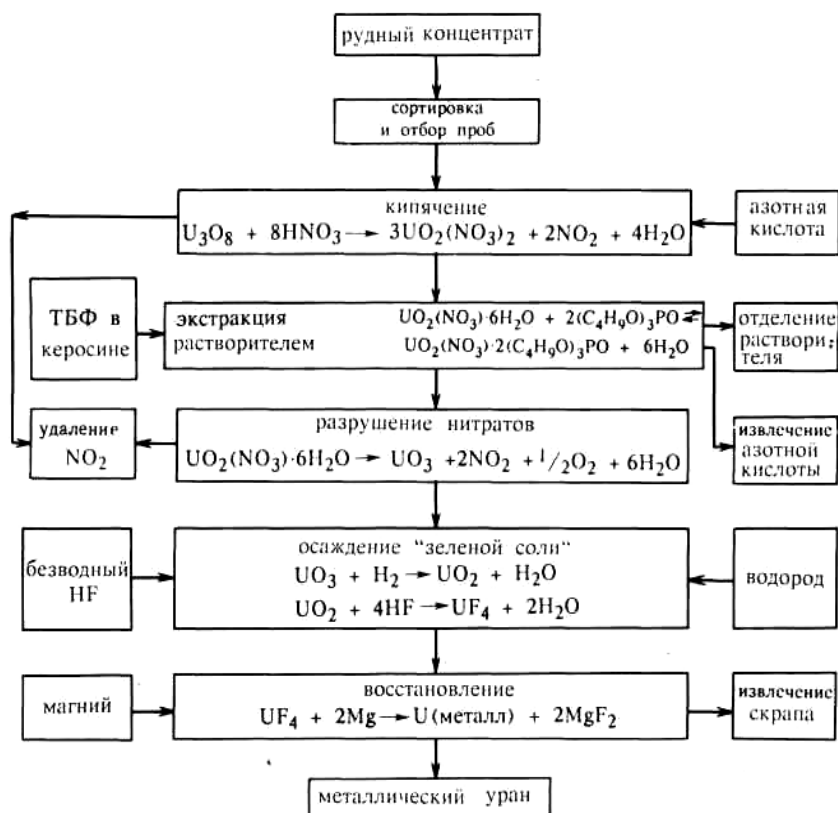 рудный концентрат
сортировка
и отбор проб
кипячение
U₃O₈ + 8HNO₃ → 3UO₂(NO₃)₂ + 2NO₂ + 4H₂O
азотная
кислота
ТБФ в
керосине
экстракция
растворителем
UO₂(NO₃)·6H₂O + 2(C₄H₉O)₃PO ⇄
UO₂(NO₃)·2(C₄H₉O)₃PO + 6H₂O
отделение
раствори-
теля
удаление
NO₂
разрушение нитратов
UO₂(NO₃)·6H₂O → UO₃ +2NO₂ + 1/2O₂ + 6H₂O
извлечение
азотной
кислоты
безводный
HF
осаждение "зеленой соли"
UO₃ + H₂ → UO₂ + H₂O
UO₂ + 4HF → UF₄ + 2H₂O
водород
магний
восстановление
UF₄ + 2Mg → U(металл) + 2MgF₂
извлечение
скрапа
металлический уран